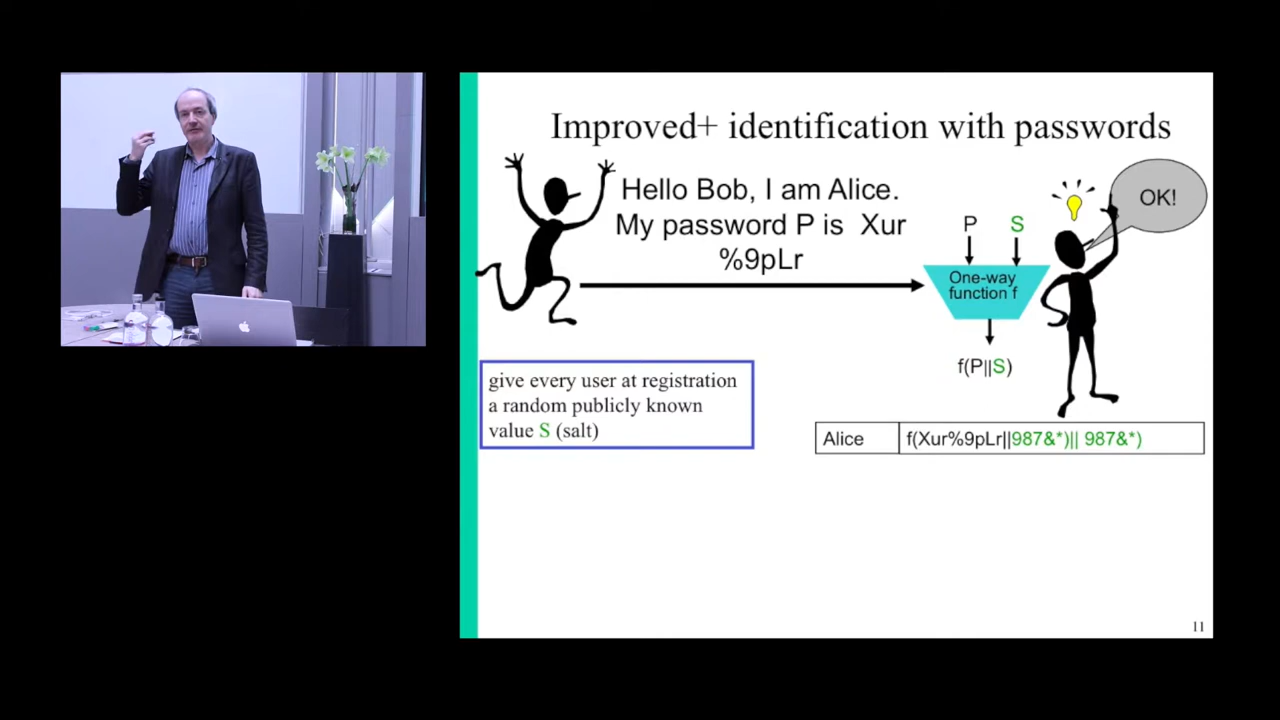 Improved+ identification with passwords
Hello Bob, I am Alice.
My password P is Xur
%9pLr
OK!
P S
One-way
function f
f(P||S)
give every user at registration
a random publicly known
value S (salt)
Alice f(Xur%9pLr||987&*)|| 987&*)
11